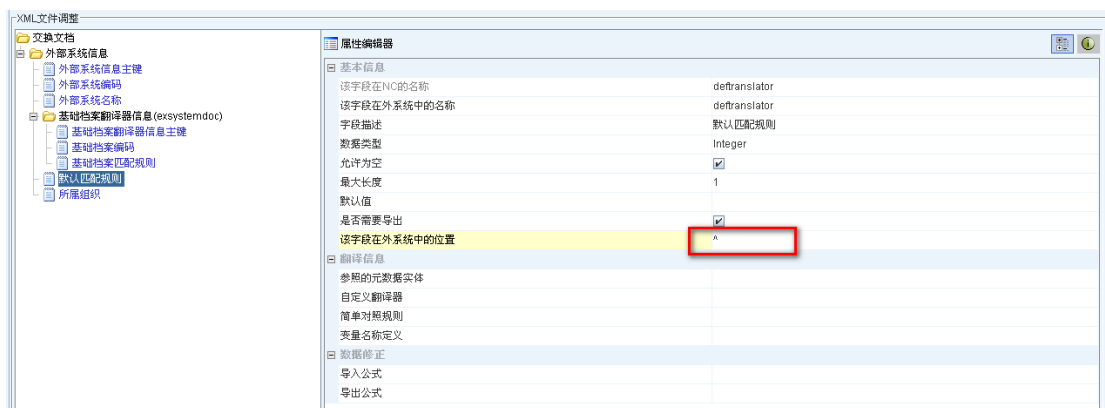 XML文件调整
交换文档
外部系统信息
外部系统信息主键
外部系统编码
外部系统名称
基础档案翻译器信息(exsystemdoc)
基础档案翻译器信息主键
基础档案编码
基础档案匹配规则
默认匹配规则
所属组织
属性编辑器
基本信息
该字段在NC的名称 deftranslator
该字段在外系统中的名称 deftranslator
字段描述 默认匹配规则
数据类型 Integer
允许为空
最大长度 1
默认值
是否需要导出
该字段在外系统中的位置 ^
翻译信息
参照的元数据实体
自定义翻译器
简单对照规则
变量名称定义
数据修正
导入公式
导出公式